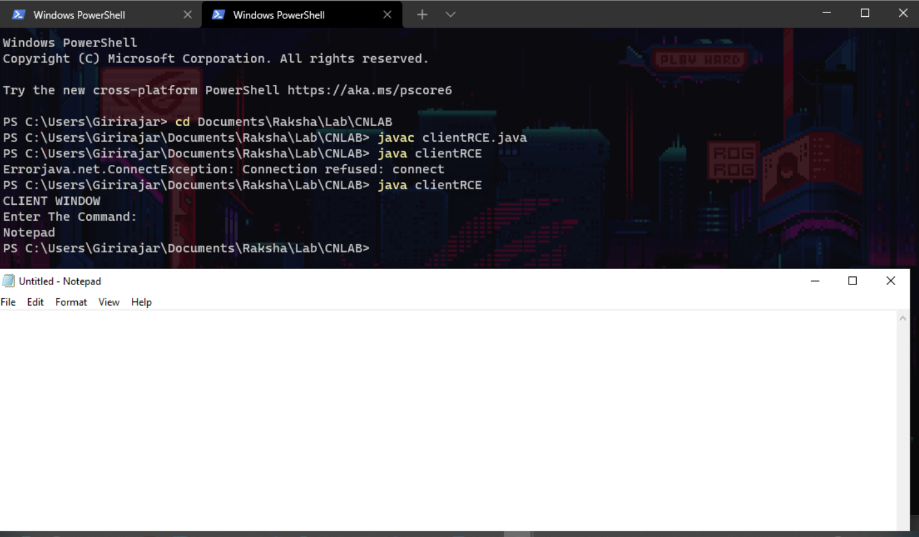 Windows PowerShell
Windows PowerShell
Windows PowerShell
Copyright (C) Microsoft Corporation. All rights reserved.
Try the new cross-platform PowerShell https://aka.ms/pscore6
PS C:\Users\Girirajar> cd Documents\Raksha\Lab\CNLAB
PS C:\Users\Girirajar\Documents\Raksha\Lab\CNLAB> javac clientRCE.java
PS C:\Users\Girirajar\Documents\Raksha\Lab\CNLAB> java clientRCE
Errorjava.net.ConnectException: Connection refused: connect
PS C:\Users\Girirajar\Documents\Raksha\Lab\CNLAB> java clientRCE
CLIENT WINDOW
Enter The Command:
Notepad
PS C:\Users\Girirajar\Documents\Raksha\Lab\CNLAB>
PLAY HARD
ROG
ROG
Untitled - Notepad
File Edit Format View Help